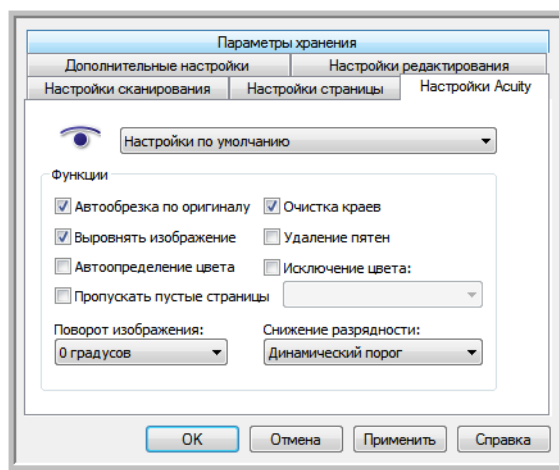 Параметры хранения
Дополнительные настройки Настройки редактирования
Настройки сканирования Настройки страницы Настройки Acuity
Настройки по умолчанию
Функции
Автообрезка по оригиналу Очистка краев
Выровнять изображение Удаление пятен
Автоопределение цвета Исключение цвета:
Пропускать пустые страницы
Поворот изображения: Снижение разрядности:
0 градусов Динамический порог
OK Отмена Применить Справка